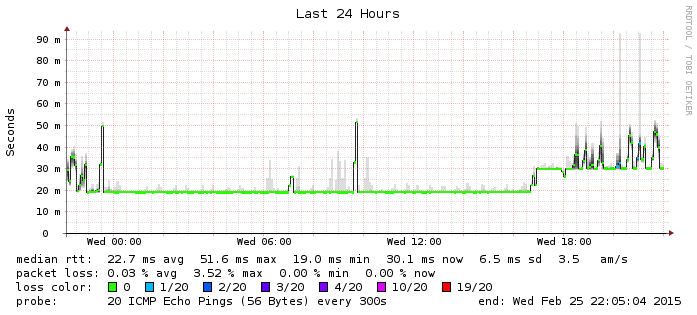 Last 24 Hours
RRDTOOL / TOBI OETIKER
Seconds
90 m
80 m
70 m
60 m
50 m
40 m
30 m
20 m
10 m
0
Wed 00:00 Wed 06:00 Wed 12:00 Wed 18:00
median rtt: 22.7 ms avg 51.6 ms max 19.0 ms min 30.1 ms now 6.5 ms sd 3.5 am/s
packet loss: 0.03 % avg 3.52 % max 0.00 % min 0.00 % now
loss color: 0 1/20 2/20 3/20 4/20 10/20 19/20
probe: 20 ICMP Echo Pings (56 Bytes) every 300s end: Wed Feb 25 22:05:04 2015